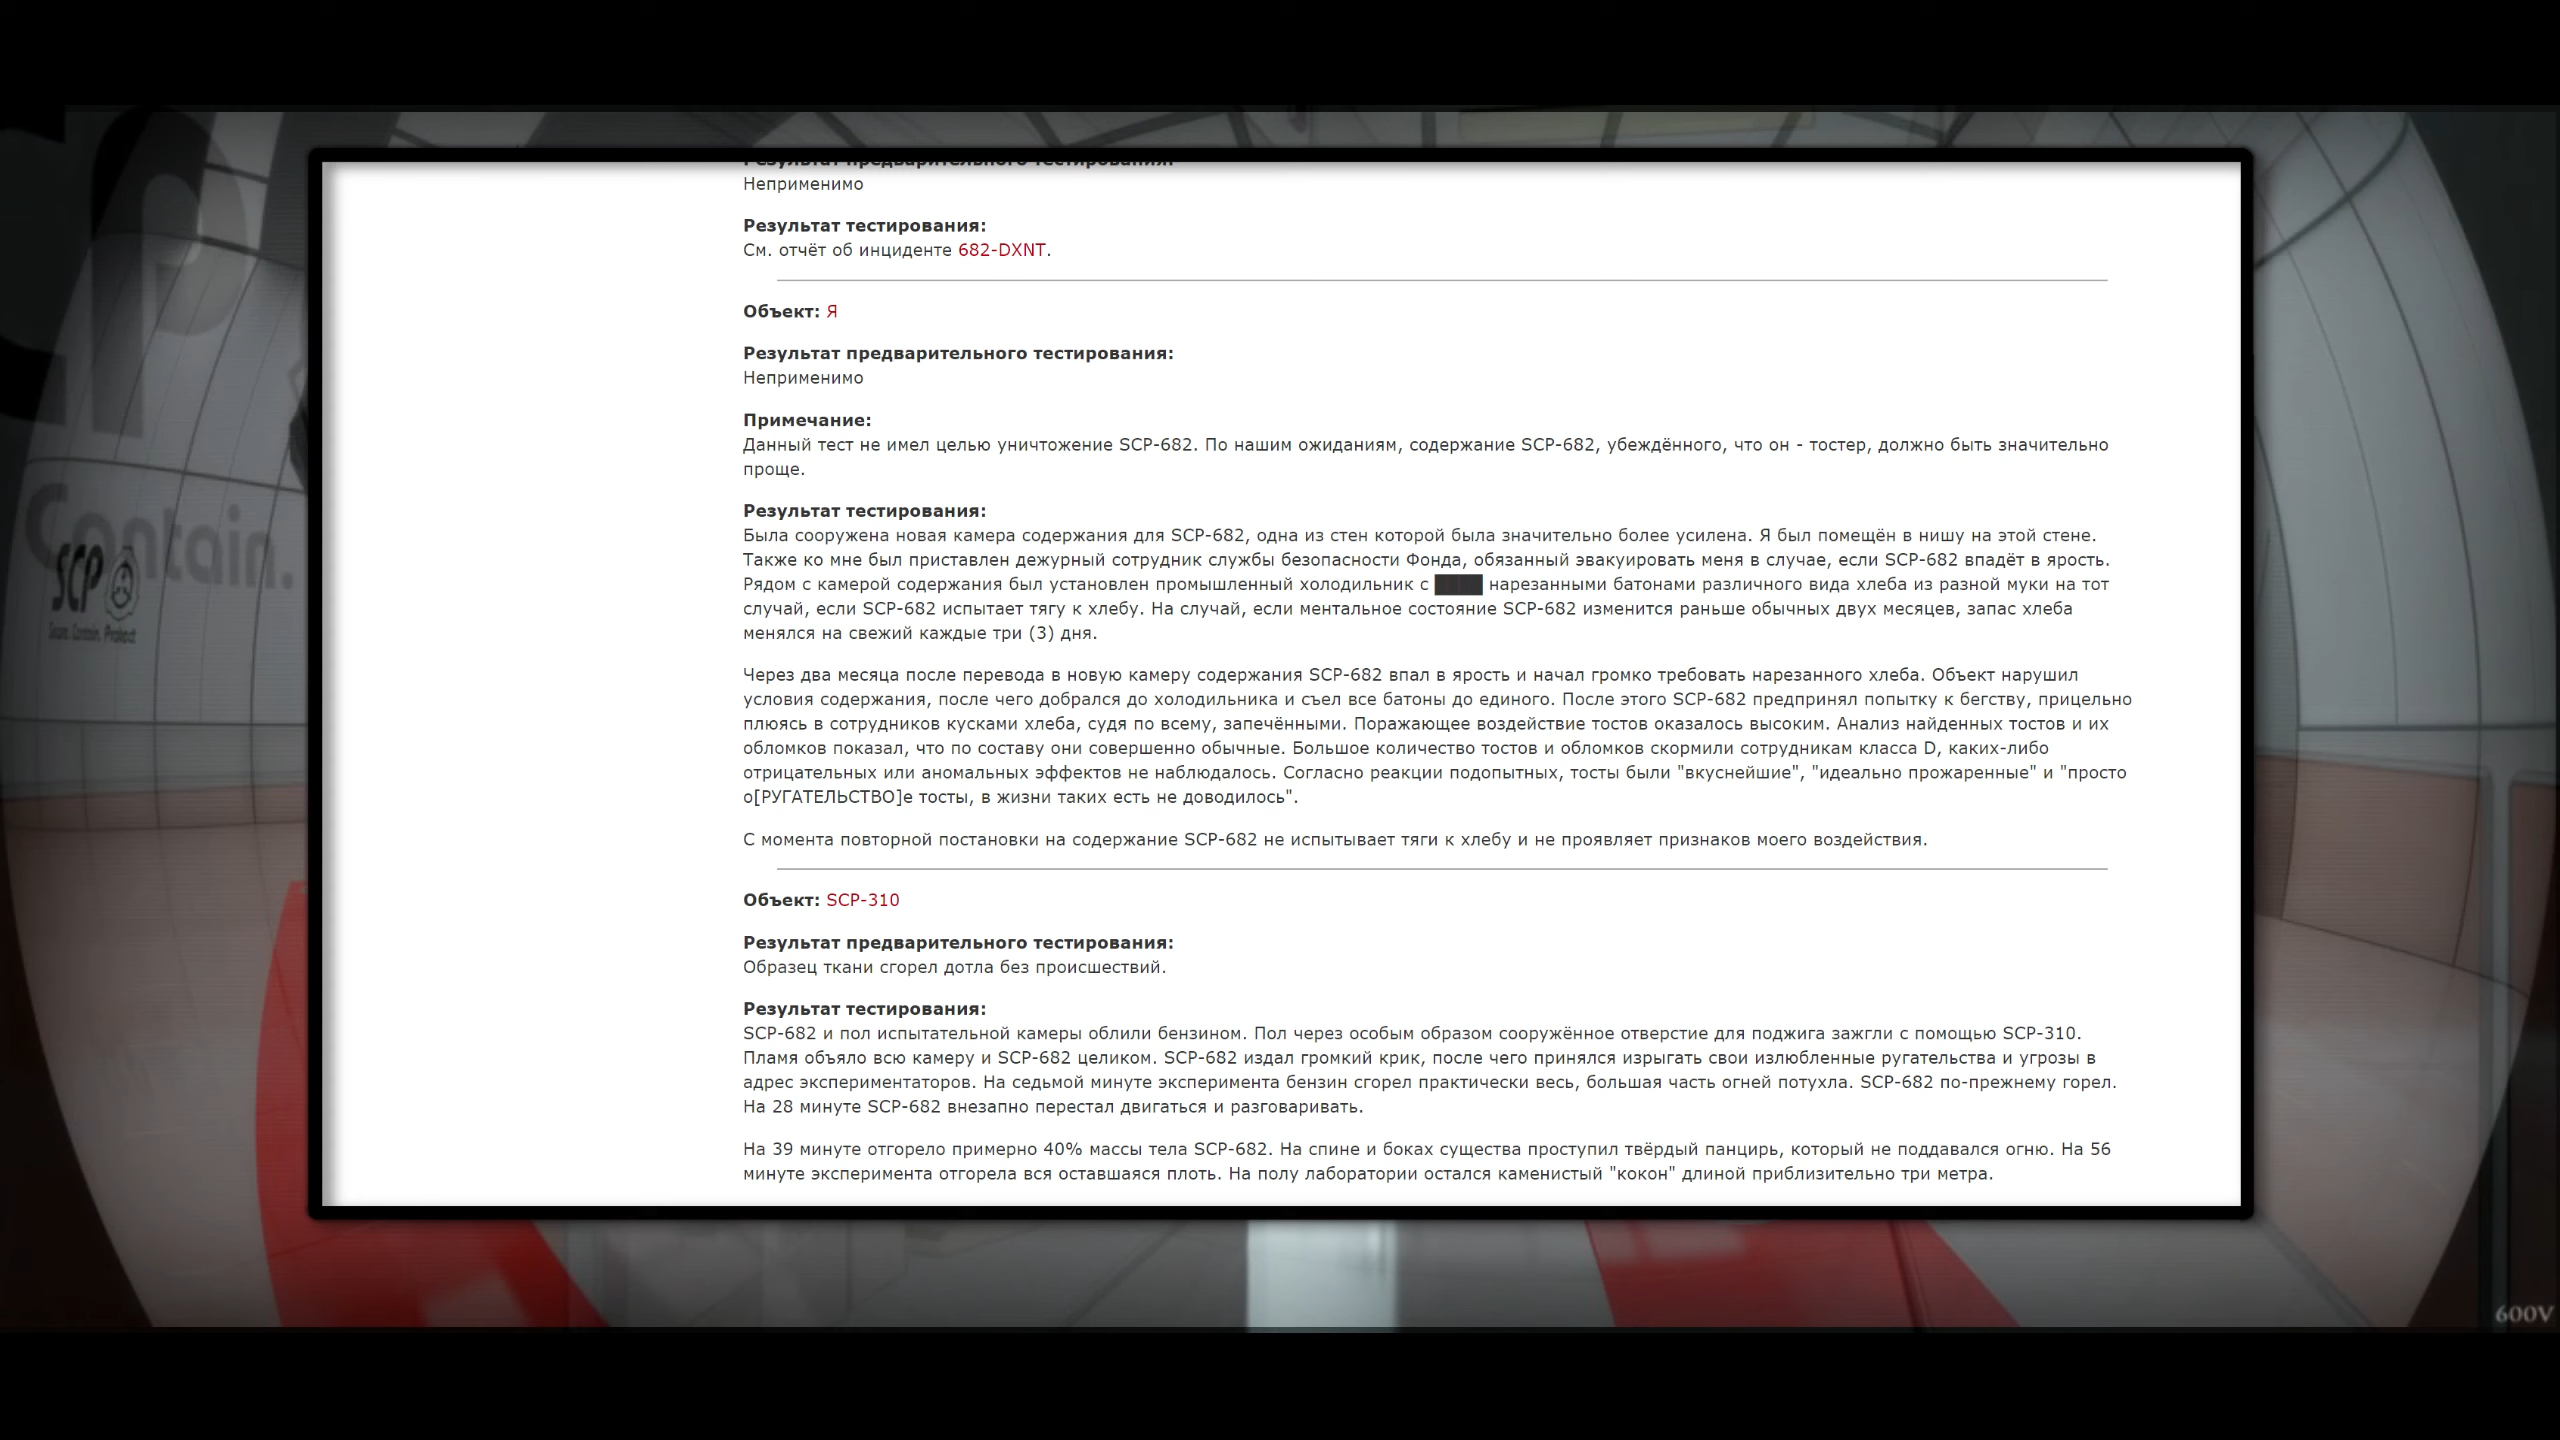 Результат предварительного тестирования:
Неприменимо
Результат тестирования:
См. отчёт об инциденте 682-DXNT.
Объект: Я
Результат предварительного тестирования:
Неприменимо
Примечание:
Данный тест не имел целью уничтожение SCP-682. По нашим ожиданиям, содержание SCP-682, убеждённого, что он - тостер, должно быть значительно
проще.
Результат тестирования:
Была сооружена новая камера содержания для SCP-682, одна из стен которой была значительно более усилена. Я был помещён в нишу на этой стене.
Также ко мне был приставлен дежурный сотрудник службы безопасности Фонда, обязанный эвакуировать меня в случае, если SCP-682 впадёт в ярость.
Рядом с камерой содержания был установлен промышленный холодильник с ████ нарезанными батонами различного вида хлеба из разной муки на тот
случай, если SCP-682 испытает тягу к хлебу. На случай, если ментальное состояние SCP-682 изменится раньше обычных двух месяцев, запас хлеба
менялся на свежий каждые три (3) дня.
Через два месяца после перевода в новую камеру содержания SCP-682 впал в ярость и начал громко требовать нарезанного хлеба. Объект нарушил
условия содержания, после чего добрался до холодильника и съел все батоны до единого. После этого SCP-682 предпринял попытку к бегству, прицельно
плюясь в сотрудников кусками хлеба, судя по всему, запечёнными. Поражающее воздействие тостов оказалось высоким. Анализ найденных тостов и их
обломков показал, что по составу они совершенно обычные. Большое количество тостов и обломков скормили сотрудникам класса D, каких-либо
отрицательных или аномальных эффектов не наблюдалось. Согласно реакции подопытных, тосты были "вкуснейшие", "идеально прожаренные" и "просто
о[РУГАТЕЛЬСТВО]е тосты, в жизни таких есть не доводилось".
С момента повторной постановки на содержание SCP-682 не испытывает тяги к хлебу и не проявляет признаков моего воздействия.
Объект: SCP-310
Результат предварительного тестирования:
Образец ткани сгорел дотла без происшествий.
Результат тестирования:
SCP-682 и пол испытательной камеры облили бензином. Пол через особым образом сооружённое отверстие для поджига зажгли с помощью SCP-310.
Пламя объяло всю камеру и SCP-682 целиком. SCP-682 издал громкий крик, после чего принялся изрыгать свои излюбленные ругательства и угрозы в
адрес экспериментаторов. На седьмой минуте эксперимента бензин сгорел практически весь, большая часть огней потухла. SCP-682 по-прежнему горел.
На 28 минуте SCP-682 внезапно перестал двигаться и разговаривать.
На 39 минуте отгорело примерно 40% массы тела SCP-682. На спине и боках существа проступил твёрдый панцирь, который не поддавался огню. На 56
минуте эксперимента отгорела вся оставшаяся плоть. На полу лаборатории остался каменистый "кокон" длиной приблизительно три метра.
Contain.
SCP
Secure. Contain. Protect
600V